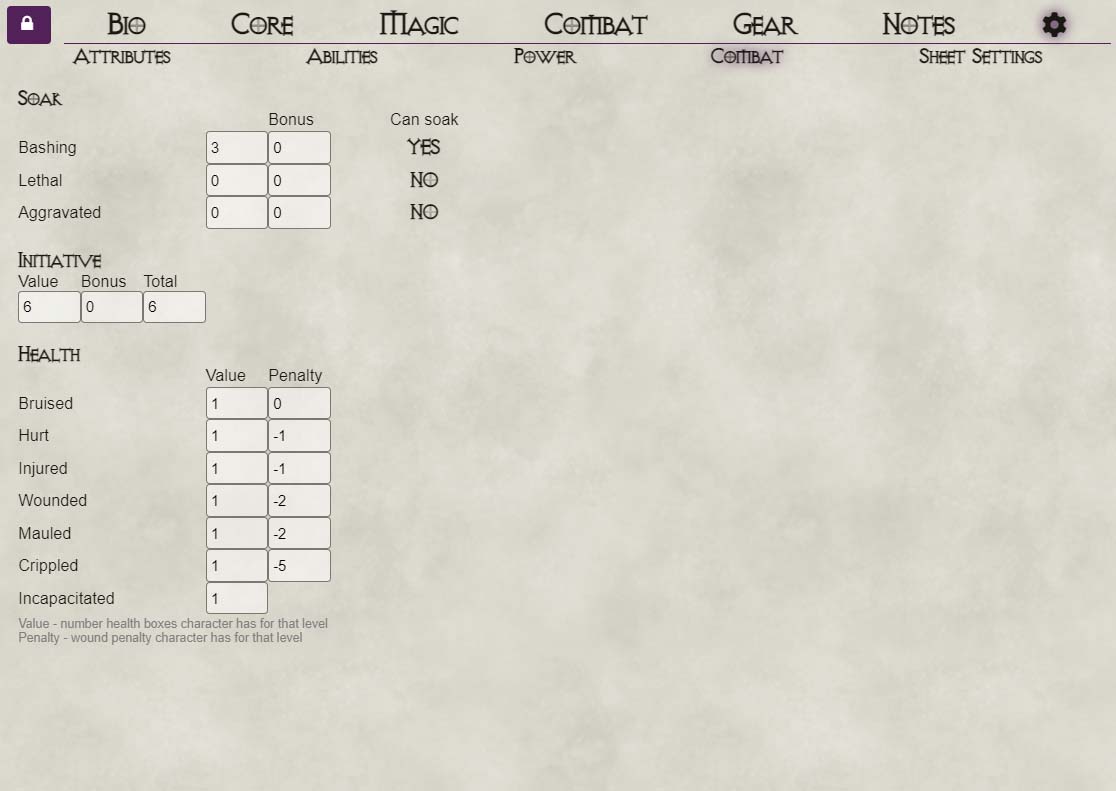 Bio Core Magic Combat Gear Notes
Attributes Abilities Power Combat Sheet Settings
Soak
Bonus Can soak
Bashing 3 0 YES
Lethal 0 0 NO
Aggravated 0 0 NO
Initiative
Value Bonus Total
6 0 6
Health
Value Penalty
Bruised 1 0
Hurt 1 -1
Injured 1 -1
Wounded 1 -2
Mauled 1 -2
Crippled 1 -5
Incapacitated 1
Value - number health boxes character has for that level
Penalty - wound penalty character has for that level